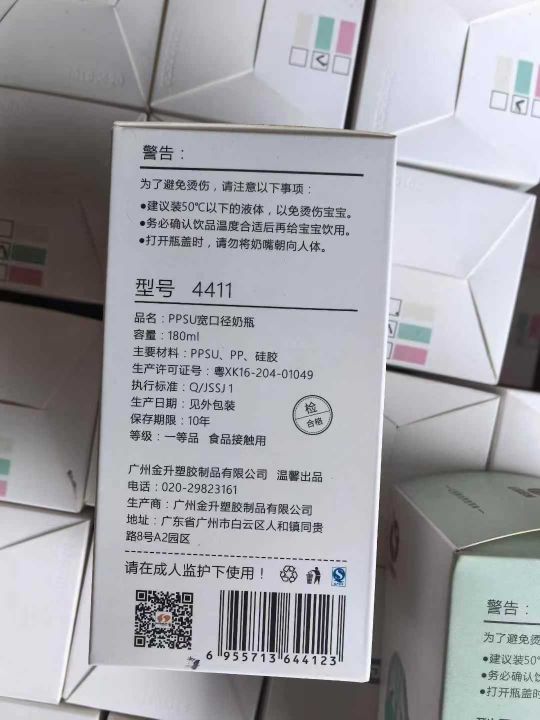 警告：
为了避免烫伤，请注意以下事项：
●建议装50℃以下的液体，以免烫伤宝宝。
●务必确认饮品温度合适后再给宝宝饮用。
●打开瓶盖时，请勿将奶嘴朝向人体。
型号 4411
品名：PPSU宽口径奶瓶
容量：180ml
主要材料：PPSU、PP、硅胶
生产许可证号：粤XK16-204-01049
执行标准：Q/JSSJ 1
生产日期：见外包装
保存期限：10年
等级：一等品 食品接触用
检
合格
广州金升塑胶制品有限公司 温馨出品
电话：020-29823161
生产商：广州金升塑胶制品有限公司
地址：广东省广州市白云区人和镇同贵
路8号A2园区
请在成人监护下使用！
6 955713 644123
警告：
为了避免
●建议装50°
●务必确认饮
●打开瓶盖